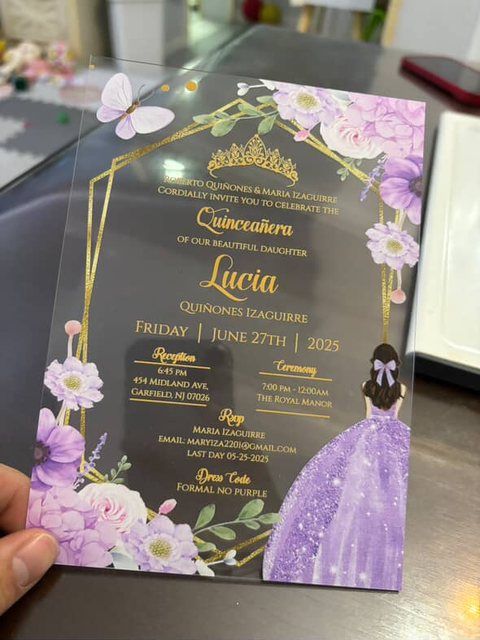 Roberto Quiñones & Maria Izaguirre
Cordially invite you to celebrate the
Quinceañera
of our beautiful daughter
Lucia
Quiñones Izaguirre
Friday | June 27th | 2025
Reception
6:45 PM
454 Midland Ave,
Garfield, NJ 07026
Ceremony
7:00 PM - 12:00AM
The Royal Manor
Rsvp
Maria Izaguirre
Email: maryiza2201@gmail.com
Last day 05-25-2025
Dress Code
Formal no purple